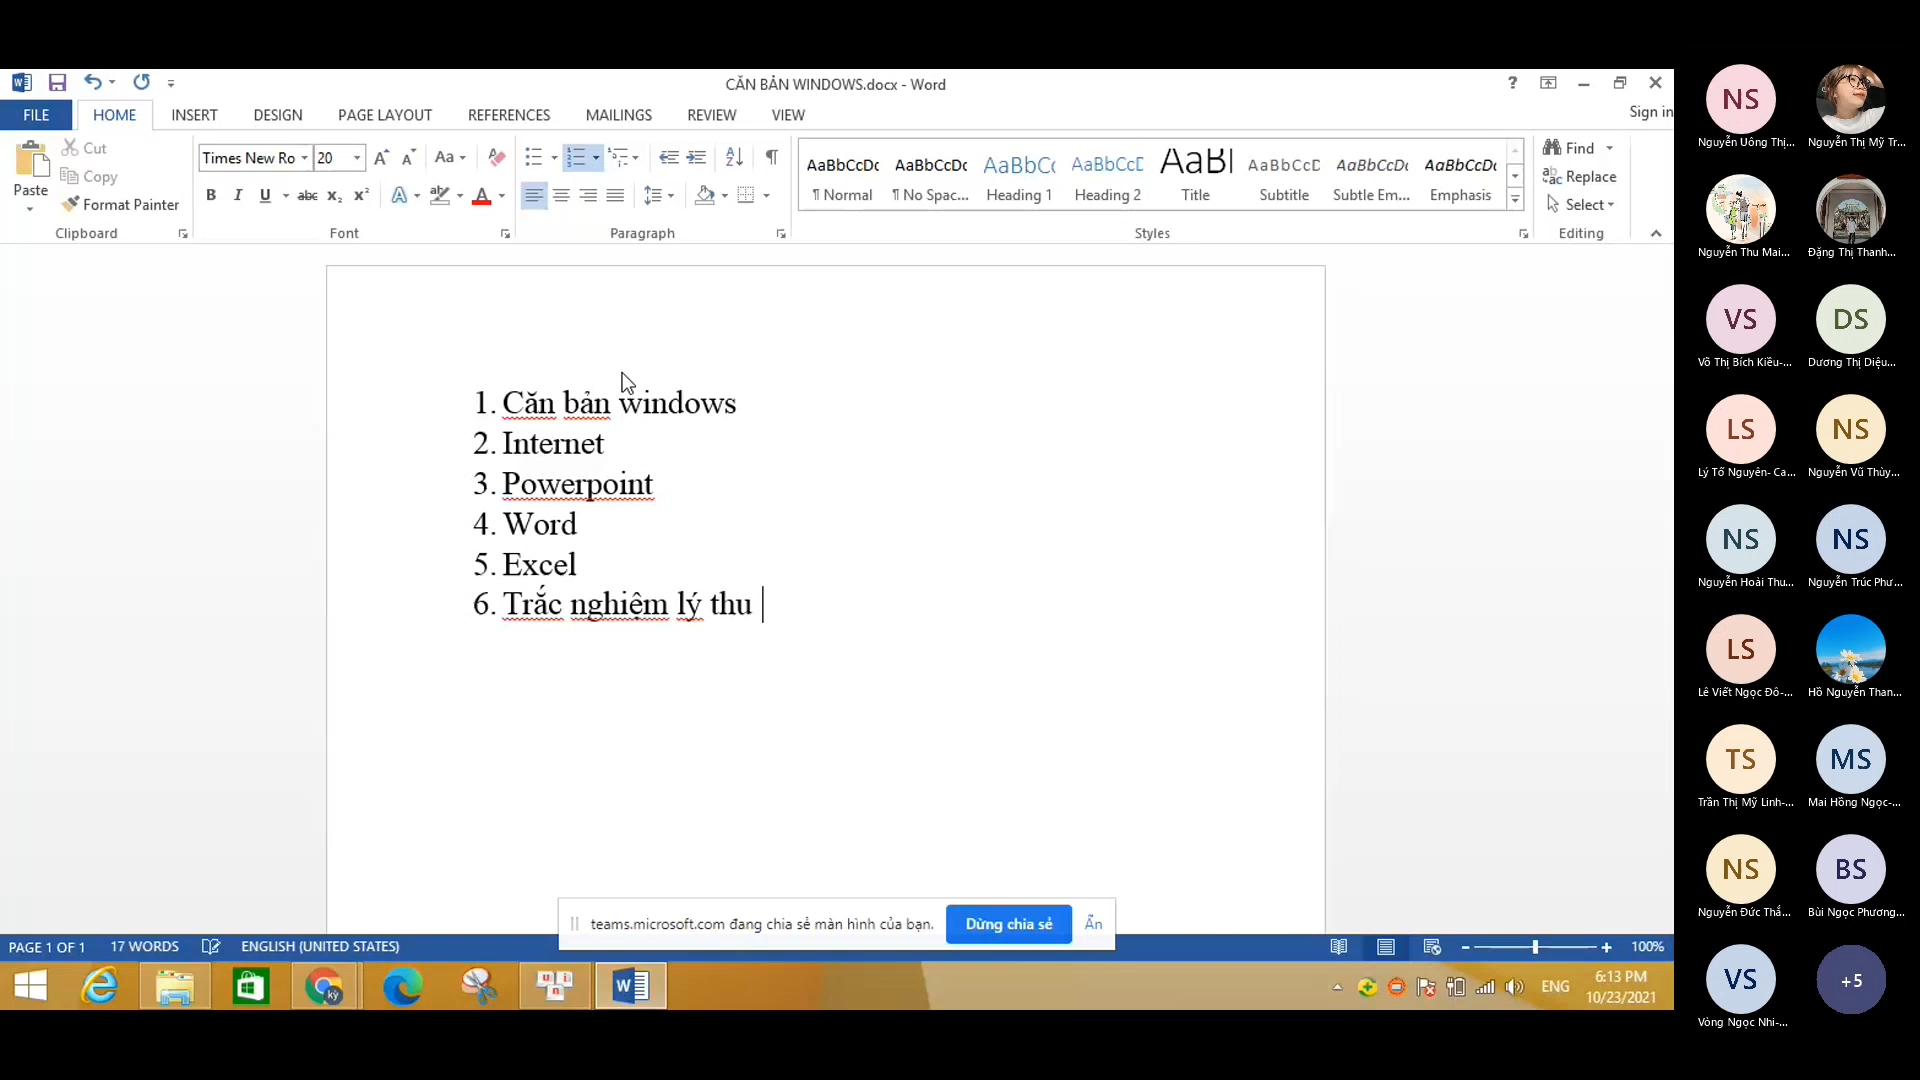 CĂN BẢN WINDOWS.docx - Word
?
FILE HOME INSERT DESIGN PAGE LAYOUT REFERENCES MAILINGS REVIEW VIEW
Sign in
Paste
Cut
Copy
Format Painter
Clipboard
Times New Ro 20
Aa
B I U abc x₂ x²
A
Font
Paragraph
AaBbCcDc AaBbCcDc AaBbC AaBbCcD AaB AaBbCcD AaBbCcDc AaBbCcDc
¶ Normal ¶ No Spac... Heading 1 Heading 2 Title Subtitle Subtle Em... Emphasis
Styles
Find
Replace
Select
Editing
1. Căn bản windows
2. Internet
3. Powerpoint
4. Word
5. Excel
6. Trắc nghiệm lý thu
teams.microsoft.com đang chia sẻ màn hình của bạn. Dừng chia sẻ Ẩn
PAGE 1 OF 1 17 WORDS ENGLISH (UNITED STATES)
100%
ENG
6:13 PM
10/23/2021
NS
Nguyễn Uông Thị...
Nguyễn Thị Mỹ Tr...
Nguyễn Thu Mai...
Đặng Thị Thanh...
VS
Võ Thị Bích Kiều-...
DS
Dương Thị Diệu...
LS
Lý Tố Nguyên- Ca...
NS
Nguyễn Vũ Thùy...
NS
Nguyễn Hoài Thu...
NS
Nguyễn Trúc Phư...
LS
Lê Viết Ngọc Đô-...
Hồ Nguyễn Than...
TS
Trần Thị Mỹ Linh-...
MS
Mai Hồng Ngọc-...
NS
Nguyễn Đức Thắ...
BS
Bùi Ngọc Phương...
VS
Vòng Ngọc Nhi-...
+5